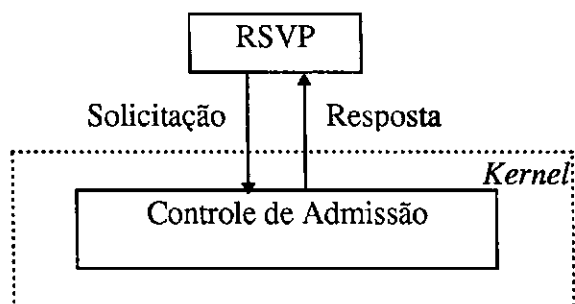 RSVP
Solicitação Resposta
Kernel
Controle de Admissão